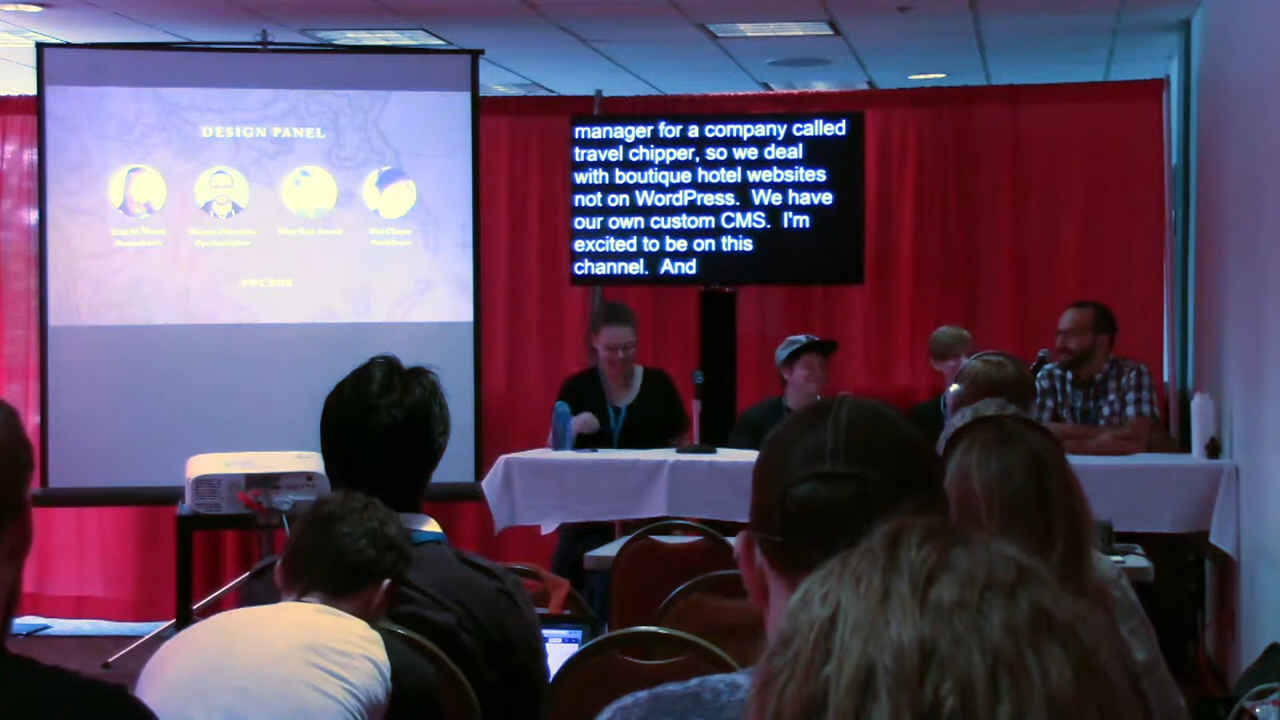 DESIGN PANEL
manager for a company called
travel chipper, so we deal
with boutique hotel websites
not on WordPress. We have
our own custom CMS. I'm
excited to be on this
channel. And